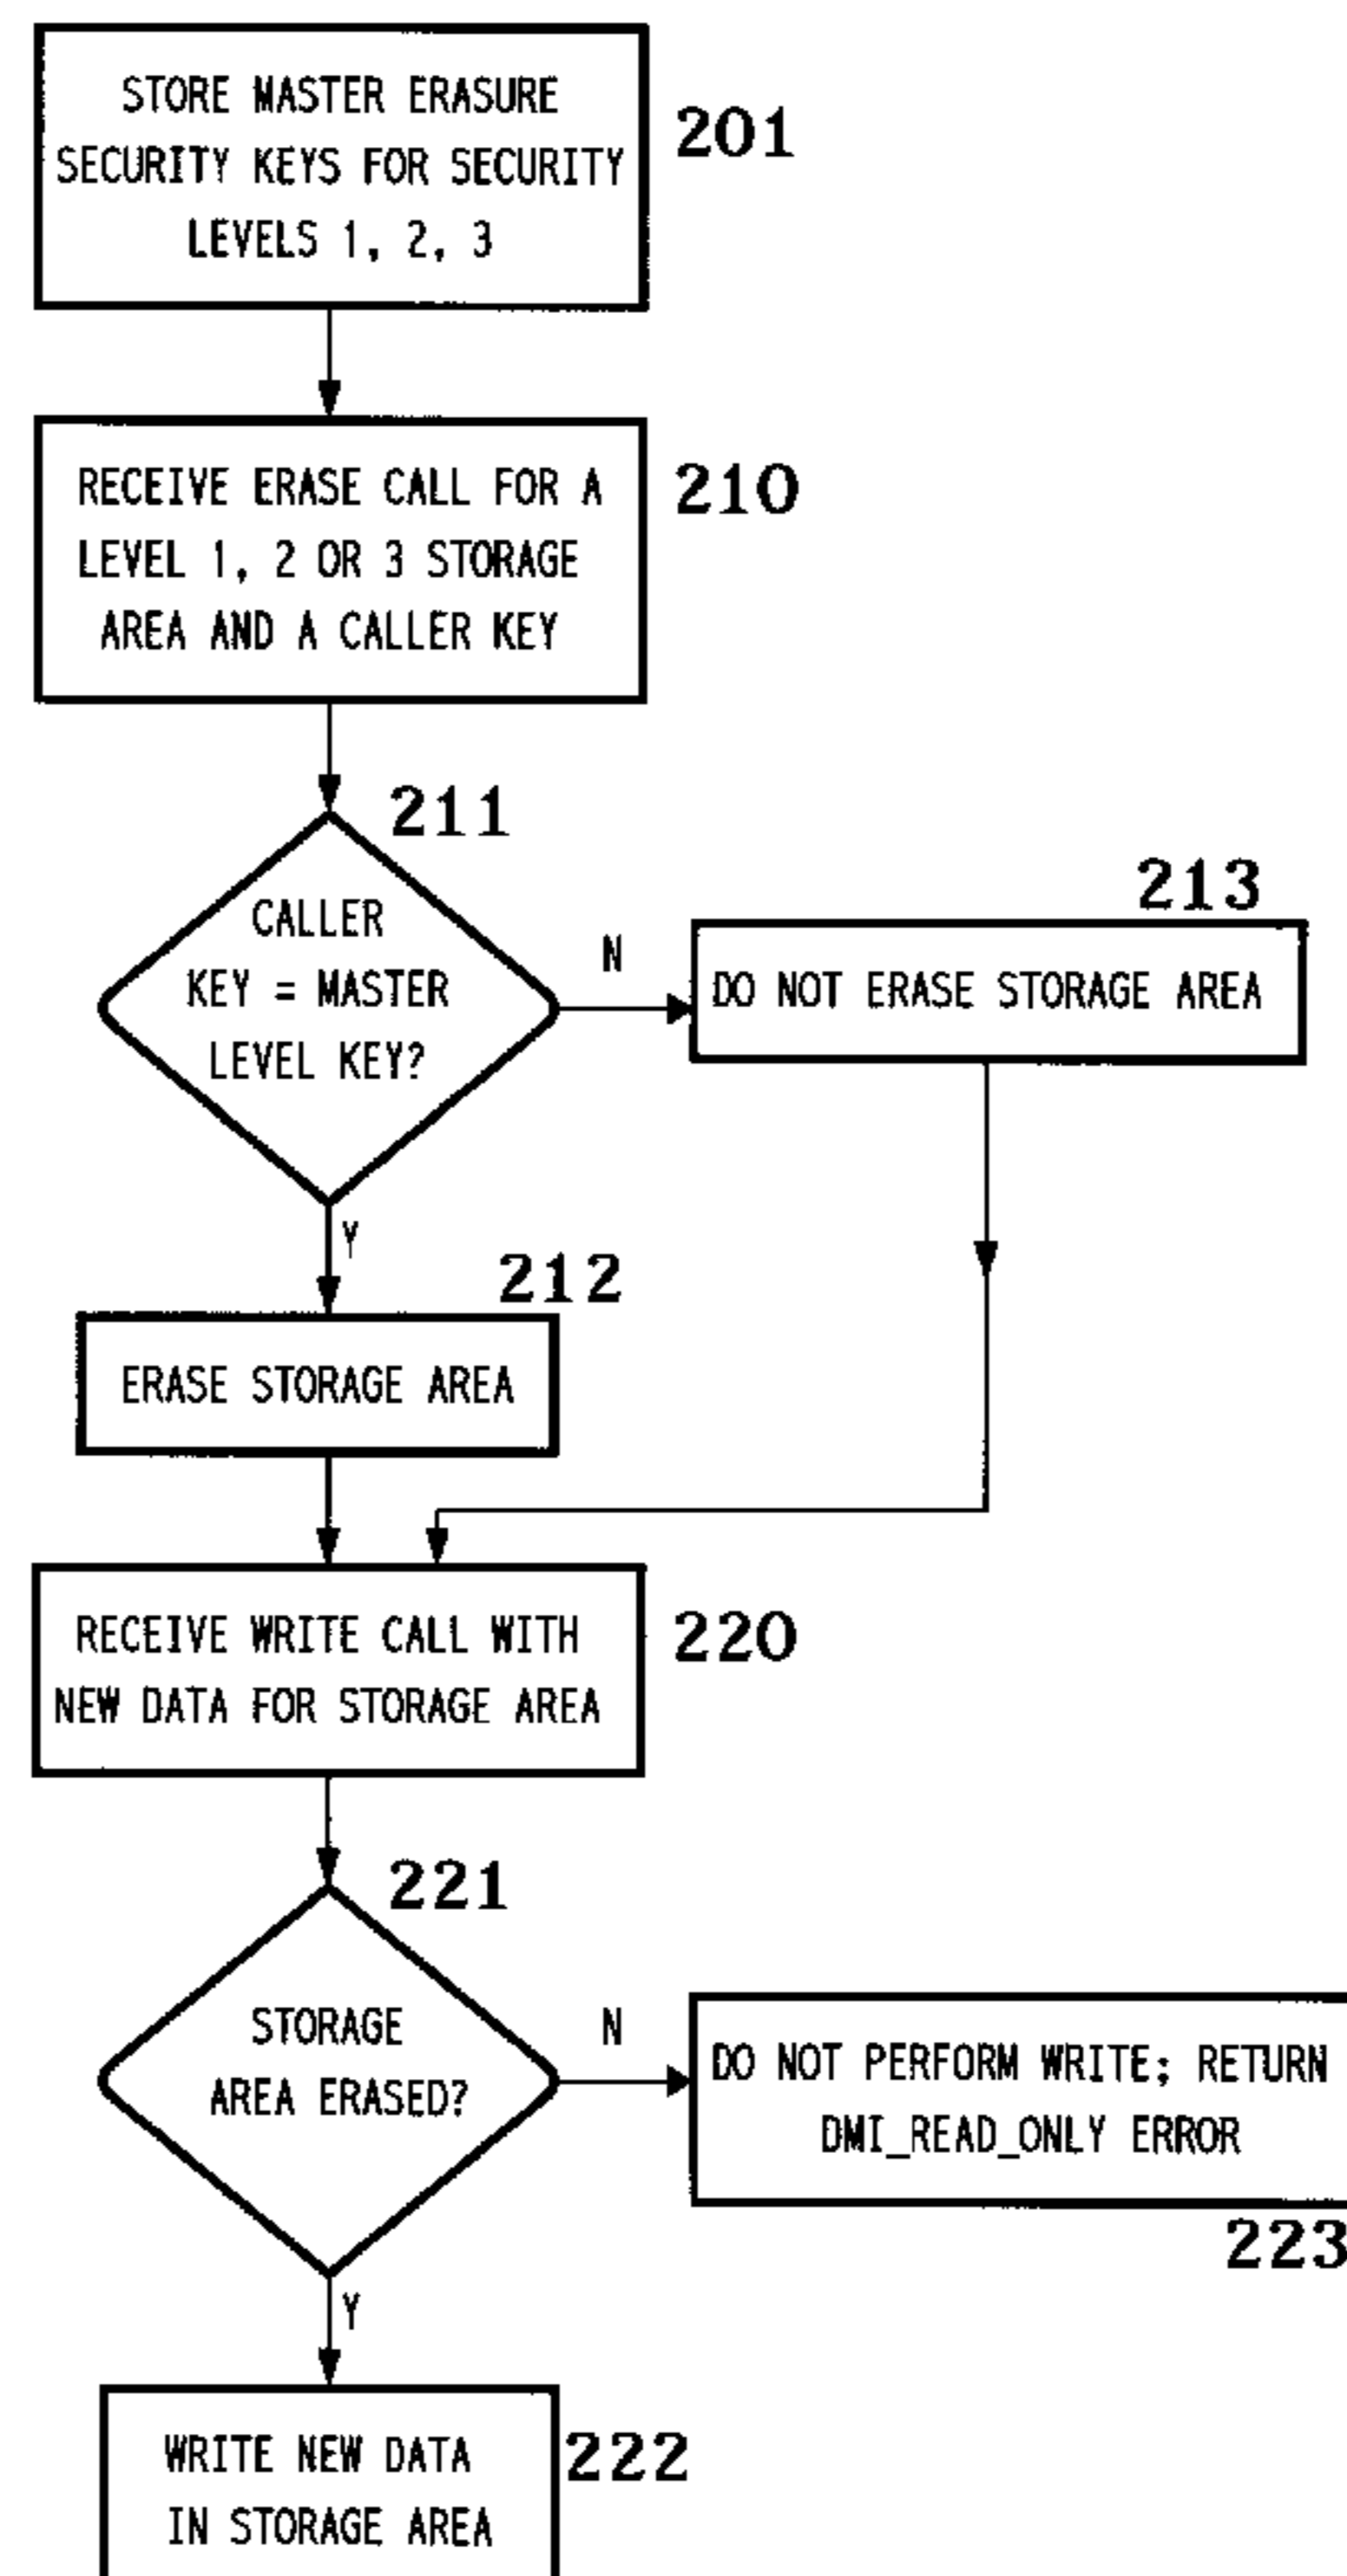 STORE MASTER ERASURE
SECURITY KEYS FOR SECURITY
LEVELS 1, 2, 3
201
RECEIVE ERASE CALL FOR A
LEVEL 1, 2 OR 3 STORAGE
AREA AND A CALLER KEY
210
211
CALLER
KEY = MASTER
LEVEL KEY?
N
213
DO NOT ERASE STORAGE AREA
Y
212
ERASE STORAGE AREA
RECEIVE WRITE CALL WITH
NEW DATA FOR STORAGE AREA
220
221
STORAGE
AREA ERASED?
N
DO NOT PERFORM WRITE; RETURN
DMI_READ_ONLY ERROR
223
Y
WRITE NEW DATA
IN STORAGE AREA
222